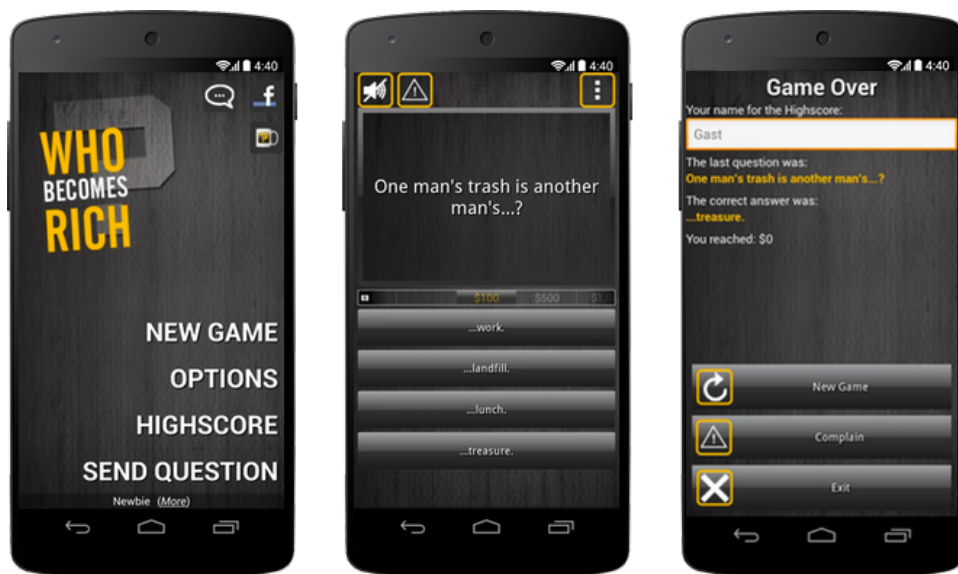 4:40
f
WHO
BECOMES
RICH
NEW GAME
OPTIONS
HIGHSCORE
SEND QUESTION
Newbie (More)
4:40
One man's trash is another
man's...?
$100 $500 $1
...work.
...landfill.
...lunch.
...treasure.
4:40
Game Over
Your name for the Highscore:
Gast
The last question was:
One man's trash is another man's...?
The correct answer was:
...treasure.
You reached: $0
New Game
Complain
Exit